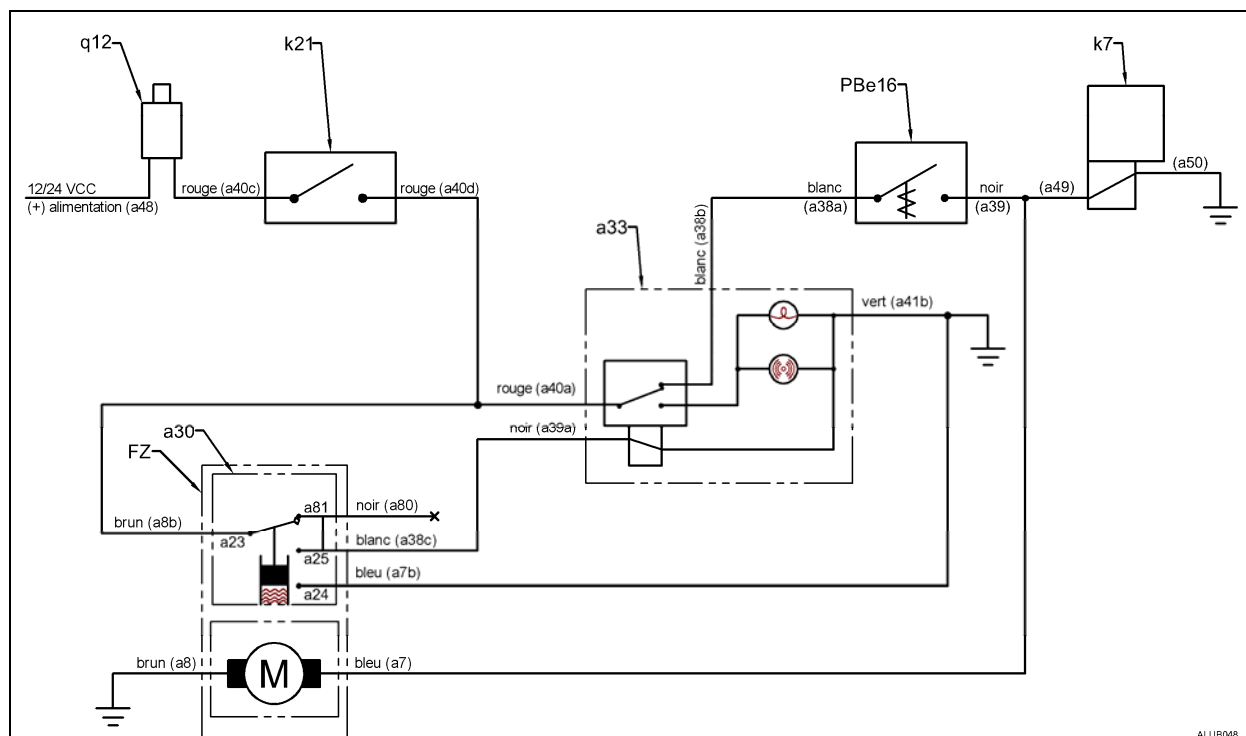 q12
k21
k7
PBe16
12/24 VCC
(+) alimentation (a48)
rouge (a40c)
rouge (a40d)
blanc
(a38a)
noir
(a39)
(a49)
(a50)
blanc (a38b)
a33
vert (a41b)
rouge (a40a)
noir (a39a)
a30
FZ
brun (a8b)
a23
a81
noir (a80)
a25
blanc (a38c)
a24
bleu (a7b)
brun (a8)
M
bleu (a7)
ALUB048